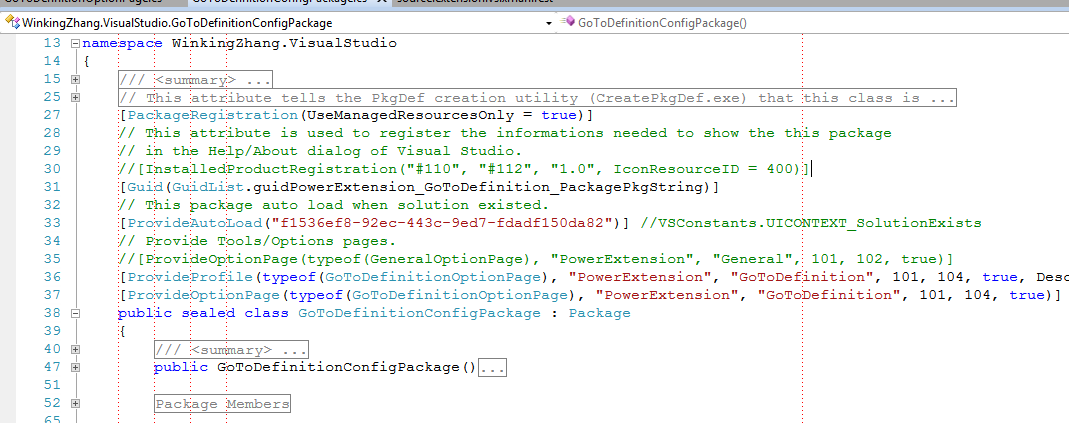 WinkingZhang.VisualStudio.GoToDefinitionConfigPackage GoToDefinitionConfigPackage()
13 namespace WinkingZhang.VisualStudio
14 {
15 /// <summary> ...
25 // This attribute tells the PkgDef creation utility (CreatePkgDef.exe) that this class is ...
27 [PackageRegistration(UseManagedResourcesOnly = true)]
28 // This attribute is used to register the informations needed to show the this package
29 // in the Help/About dialog of Visual Studio.
30 //[InstalledProductRegistration("#110", "#112", "1.0", IconResourceID = 400)]
31 [Guid(GuidList.guidPowerExtension_GoToDefinition_PackagePkgString)]
32 // This package auto load when solution existed.
33 [ProvideAutoLoad("f1536ef8-92ec-443c-9ed7-fdadf150da82")] //VSConstants.UICONTEXT_SolutionExists
34 // Provide Tools/Options pages.
35 //[ProvideOptionPage(typeof(GeneralOptionPage), "PowerExtension", "General", 101, 102, true)]
36 [ProvideProfile(typeof(GoToDefinitionOptionPage), "PowerExtension", "GoToDefinition", 101, 104, true, Desc
37 [ProvideOptionPage(typeof(GoToDefinitionOptionPage), "PowerExtension", "GoToDefinition", 101, 104, true)]
38 public sealed class GoToDefinitionConfigPackage : Package
39 {
40 /// <summary> ...
47 public GoToDefinitionConfigPackage()...
51
52 Package Members
65